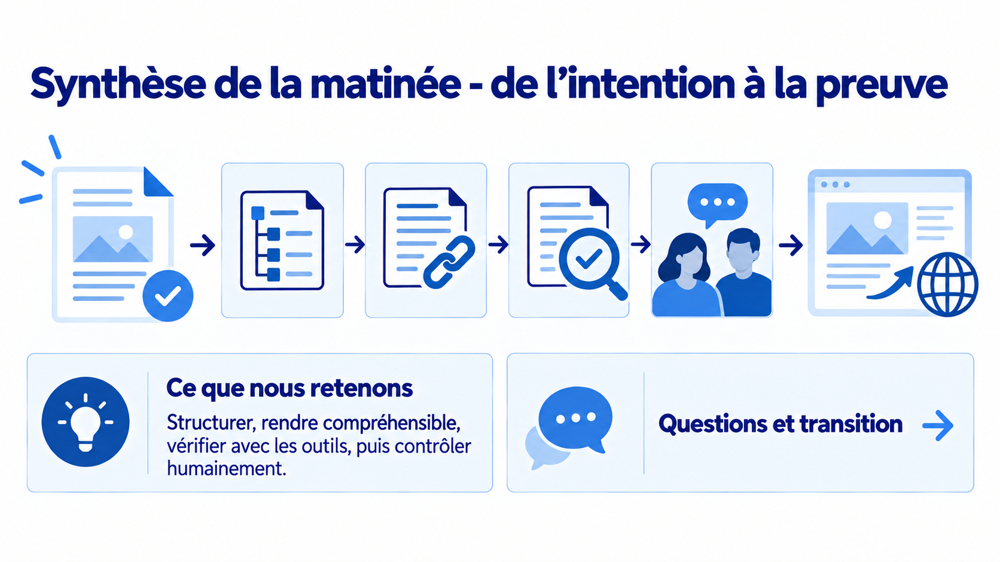 Synthèse de la matinée - de l’intention à la preuve
Ce que nous retenons
Structurer, rendre compréhensible,
vérifier avec les outils, puis contrôler
humainement.
Questions et transition